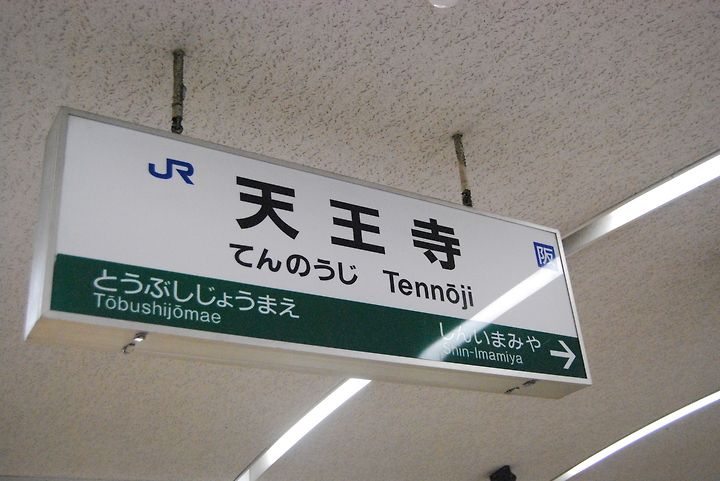 JR
天王寺
阪
てんのうじ Tennōji
とうぶしじょうまえ
Tōbushijōmae
しんいまみや
Shin-Imamiya
→